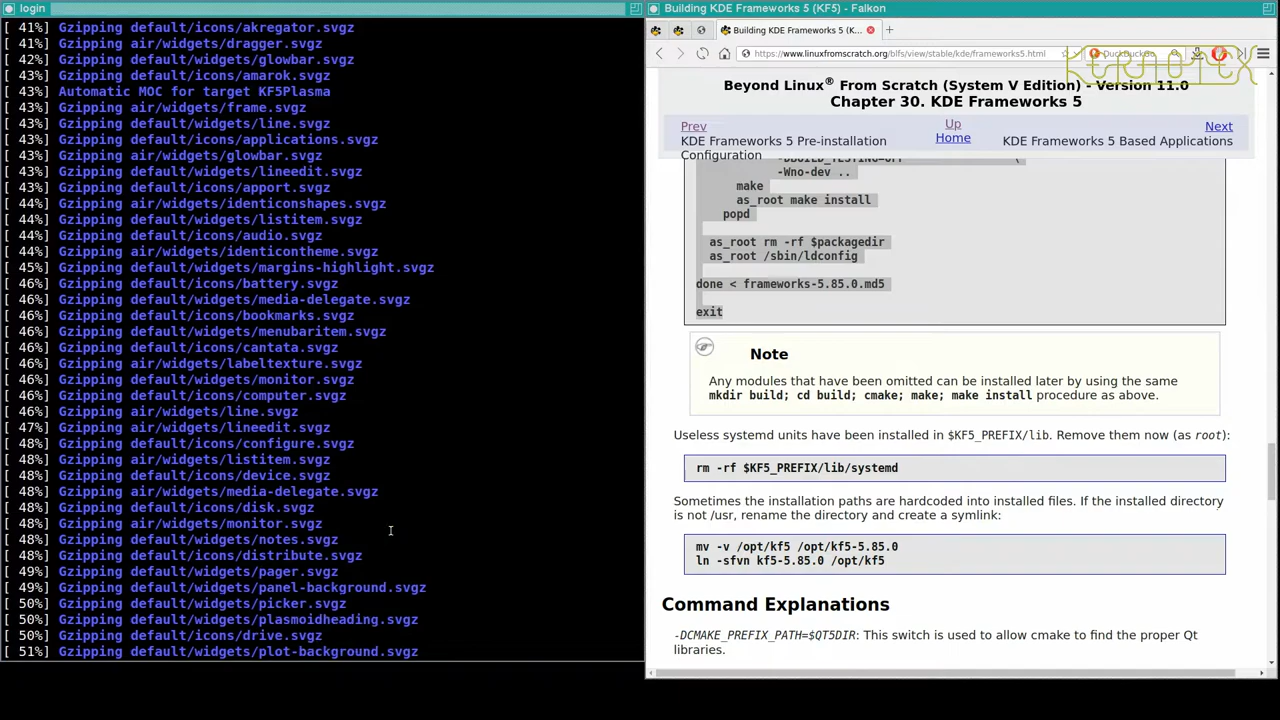 login
[ 41%] Gzipping default/icons/akregator.svgz
[ 41%] Gzipping air/widgets/dragger.svgz
[ 42%] Gzipping air/widgets/glowbar.svgz
[ 43%] Gzipping default/icons/amarok.svgz
[ 43%] Automatic MOC for target KF5Plasma
[ 43%] Gzipping air/widgets/frame.svgz
[ 43%] Gzipping default/widgets/line.svgz
[ 43%] Gzipping default/icons/applications.svgz
[ 43%] Gzipping air/widgets/glowbar.svgz
[ 43%] Gzipping default/widgets/lineedit.svgz
[ 43%] Gzipping default/icons/apport.svgz
[ 44%] Gzipping air/widgets/identiconshapes.svgz
[ 44%] Gzipping default/widgets/listitem.svgz
[ 44%] Gzipping default/icons/audio.svgz
[ 44%] Gzipping air/widgets/identicontheme.svgz
[ 45%] Gzipping default/widgets/margins-highlight.svgz
[ 46%] Gzipping default/icons/battery.svgz
[ 46%] Gzipping default/widgets/media-delegate.svgz
[ 46%] Gzipping default/icons/bookmarks.svgz
[ 46%] Gzipping default/widgets/menubaritem.svgz
[ 46%] Gzipping default/icons/cantata.svgz
[ 46%] Gzipping air/widgets/labeltexture.svgz
[ 46%] Gzipping default/widgets/monitor.svgz
[ 46%] Gzipping default/icons/computer.svgz
[ 46%] Gzipping air/widgets/line.svgz
[ 47%] Gzipping air/widgets/lineedit.svgz
[ 48%] Gzipping default/icons/configure.svgz
[ 48%] Gzipping air/widgets/listitem.svgz
[ 48%] Gzipping default/icons/device.svgz
[ 48%] Gzipping air/widgets/media-delegate.svgz
[ 48%] Gzipping default/icons/disk.svgz
[ 48%] Gzipping air/widgets/monitor.svgz
[ 48%] Gzipping default/widgets/notes.svgz
[ 48%] Gzipping default/icons/distribute.svgz
[ 49%] Gzipping default/widgets/pager.svgz
[ 49%] Gzipping default/widgets/panel-background.svgz
[ 50%] Gzipping default/widgets/picker.svgz
[ 50%] Gzipping default/widgets/plasmoidheading.svgz
[ 50%] Gzipping default/icons/drive.svgz
[ 51%] Gzipping default/widgets/plot-background.svgz
Building KDE Frameworks 5 (KF5) - Falkon
Building KDE Frameworks 5 (K...
https://www.linuxfromscratch.org/blfs/view/stable/kde/frameworks5.html
DuckDuckGo
Beyond Linux® From Scratch (System V Edition) - Version 11.0
Chapter 30. KDE Frameworks 5
Prev Up Next
KDE Frameworks 5 Pre-installation Configuration Home KDE Frameworks 5 Based Applications
-DBUILD_TESTING=OFF \
-Wno-dev ..
make
as_root make install
popd
as_root rm -rf $packagedir
as_root /sbin/ldconfig
done < frameworks-5.85.0.md5
exit
Note
Any modules that have been omitted can be installed later by using the same
mkdir build; cd build; cmake; make; make install procedure as above.
Useless systemd units have been installed in $KF5_PREFIX/lib. Remove them now (as root):
rm -rf $KF5_PREFIX/lib/systemd
Sometimes the installation paths are hardcoded into installed files. If the installed directory
is not /usr, rename the directory and create a symlink:
mv -v /opt/kf5 /opt/kf5-5.85.0
ln -sfvn kf5-5.85.0 /opt/kf5
Command Explanations
-DCMAKE_PREFIX_PATH=$QT5DIR: This switch is used to allow cmake to find the proper Qt
libraries.